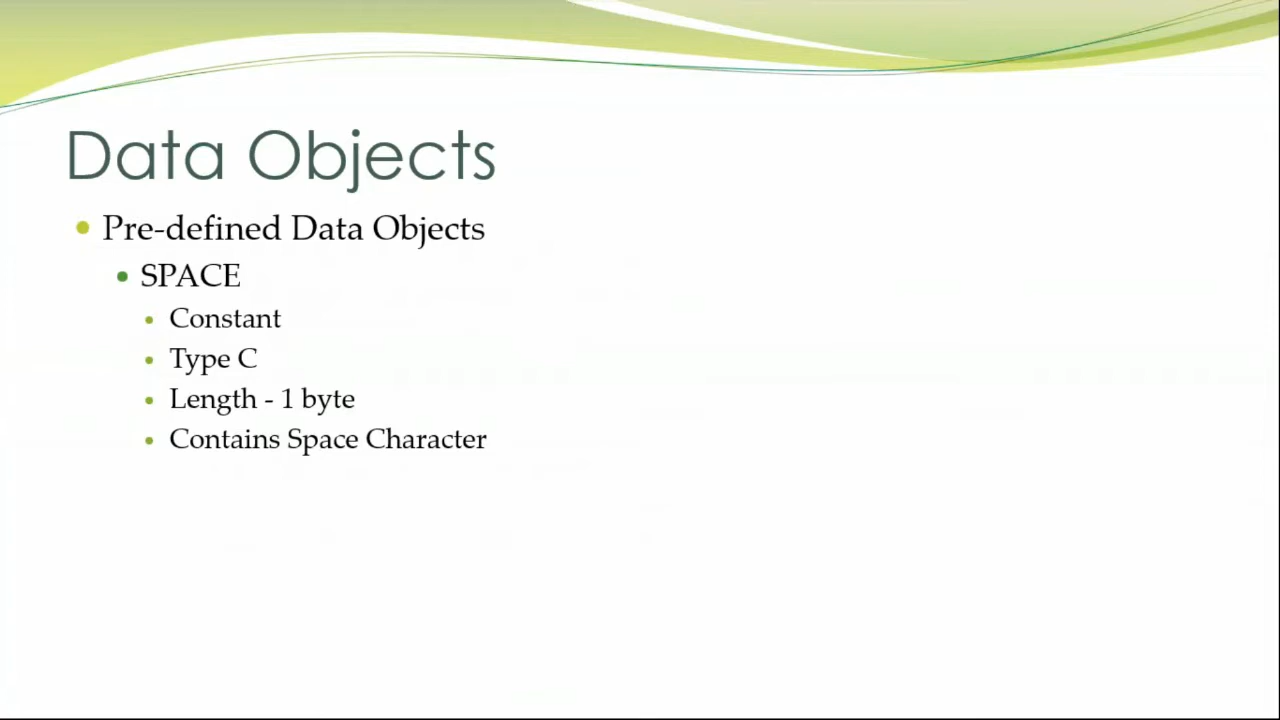 Data Objects
Pre-defined Data Objects
SPACE
Constant
Type C
Length - 1 byte
Contains Space Character